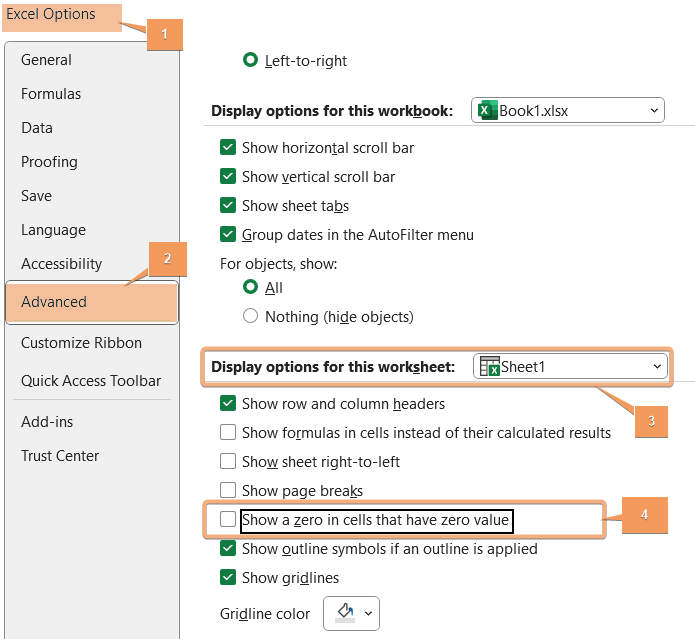 Excel Options
1
General
Formulas
Data
Proofing
Save
Language
Accessibility
2
Advanced
Customize Ribbon
Quick Access Toolbar
Add-ins
Trust Center
Left-to-right
Display options for this workbook: Book1.xlsx
Show horizontal scroll bar
Show vertical scroll bar
Show sheet tabs
Group dates in the AutoFilter menu
For objects, show:
All
Nothing (hide objects)
Display options for this worksheet: Sheet1
3
Show row and column headers
Show formulas in cells instead of their calculated results
Show sheet right-to-left
Show page breaks
Show a zero in cells that have zero value
4
Show outline symbols if an outline is applied
Show gridlines
Gridline color